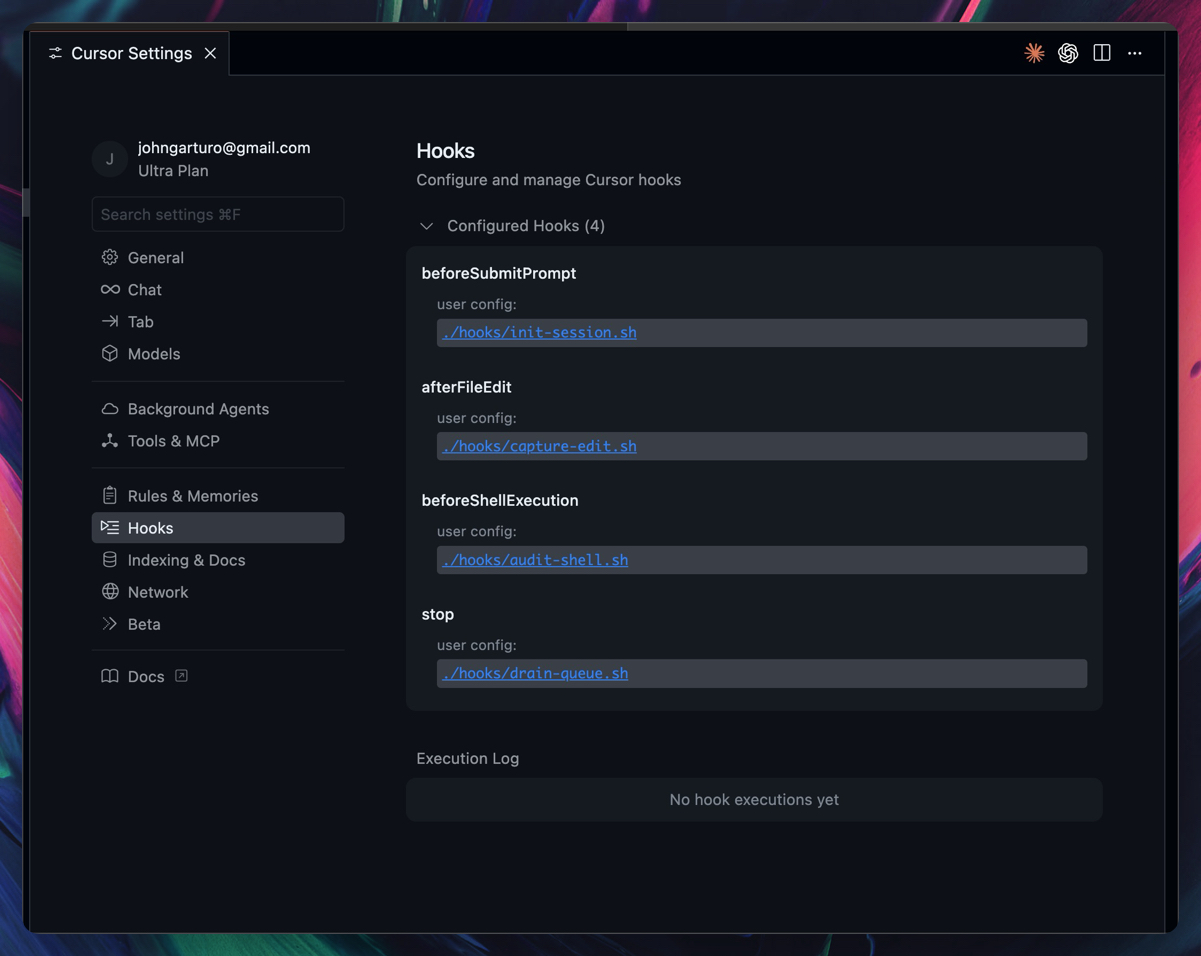 Cursor Settings
J
johngarturo@gmail.com
Ultra Plan
Search settings ⌘F
General
Chat
Tab
Models
Background Agents
Tools & MCP
Rules & Memories
Hooks
Indexing & Docs
Network
Beta
Docs
Hooks
Configure and manage Cursor hooks
Configured Hooks (4)
beforeSubmitPrompt
user config:
./hooks/init-session.sh
afterFileEdit
user config:
./hooks/capture-edit.sh
beforeShellExecution
user config:
./hooks/audit-shell.sh
stop
user config:
./hooks/drain-queue.sh
Execution Log
No hook executions yet